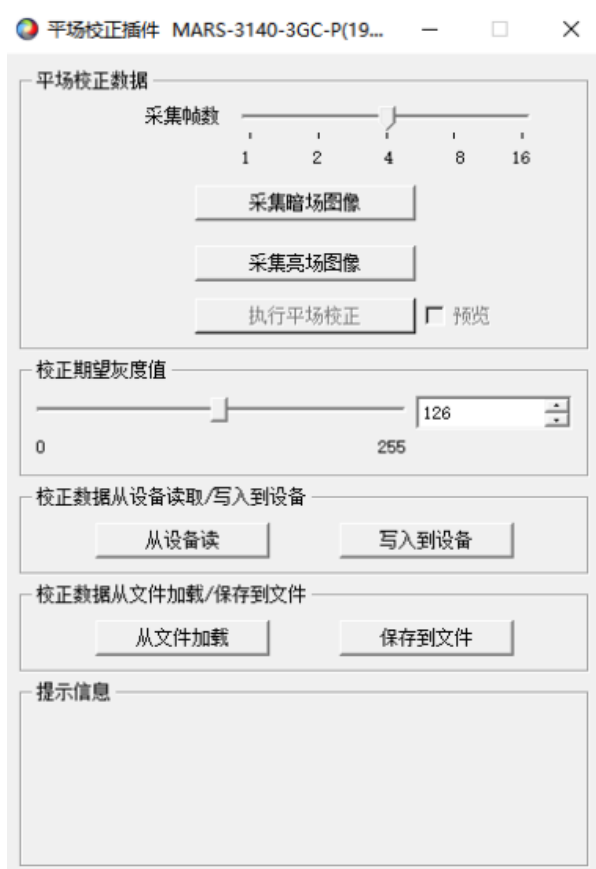 平场校正插件 MARS-3140-3GC-P(19...
平场校正数据
采集帧数
1 2 4 8 16
采集暗场图像
采集亮场图像
执行平场校正 预览
校正期望灰度值
126
0 255
校正数据从设备读取/写入到设备
从设备读 写入到设备
校正数据从文件加载/保存到文件
从文件加载 保存到文件
提示信息